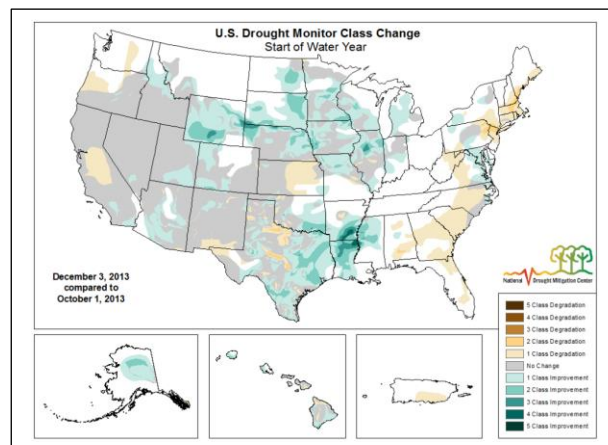 U.S. Drought Monitor Class Change
Start of Water Year
December 3, 2013
compared to
October 1, 2013
National Drought Mitigation Center
5 Class Degradation
4 Class Degradation
3 Class Degradation
2 Class Degradation
1 Class Degradation
No Change
1 Class Improvement
2 Class Improvement
3 Class Improvement
4 Class Improvement
5 Class Improvement